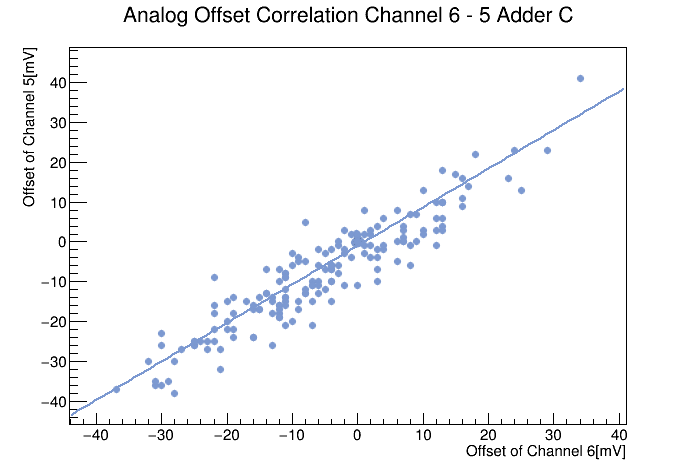 Analog Offset Correlation Channel 6 - 5 Adder C
Offset of Channel 5[mV]
40
30
20
10
0
−10
−20
−30
−40
−40 −30 −20 −10 0 10 20 30 40
Offset of Channel 6[mV]